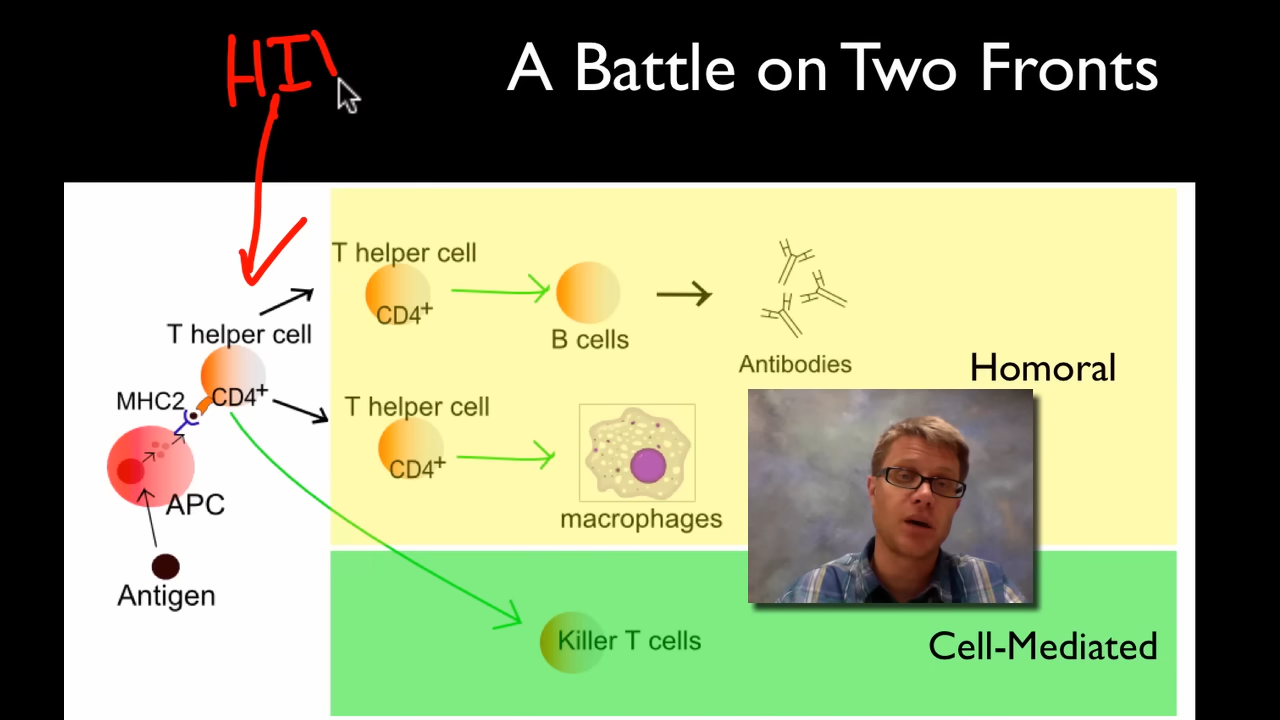 HI\
A Battle on Two Fronts
T helper cell
CD4+
B cells
Antibodies
Homoral
T helper cell
CD4+
MHC2
APC
Antigen
T helper cell
CD4+
macrophages
Killer T cells
Cell-Mediated